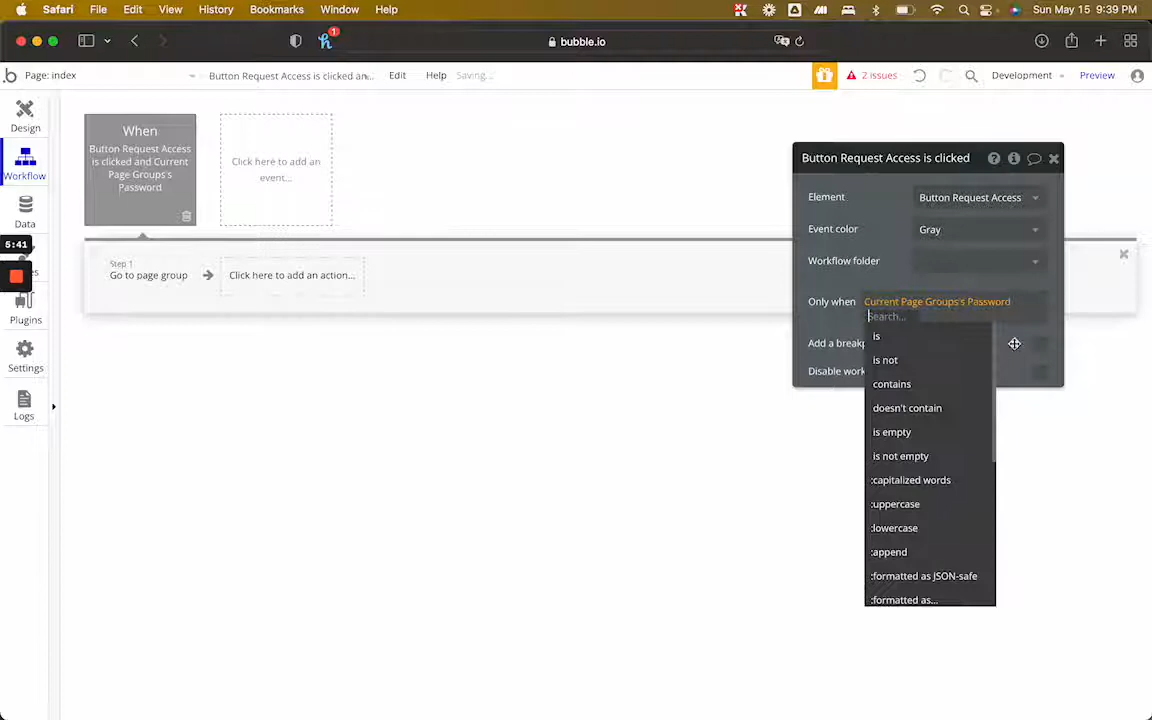 Safari File Edit View History Bookmarks Window Help Sun May 15 9:39 PM
1
bubble.io
Page: index Button Request Access is clicked an... Edit Help Saving... 2 issues Development Preview
Design
Workflow
Data
5:41
Plugins
Settings
Logs
When
Button Request Access
is clicked and Current
Page Groups's
Password
Click here to add an
event...
Step 1
Go to page group
Click here to add an action...
Button Request Access is clicked
Element Button Request Access
Event color Gray
Workflow folder
Only when Current Page Groups's Password
Search...
is
Add a breakp
is not
Disable work
contains
doesn't contain
is empty
is not empty
:capitalized words
:uppercase
:lowercase
:append
:formatted as JSON-safe
:formatted as...